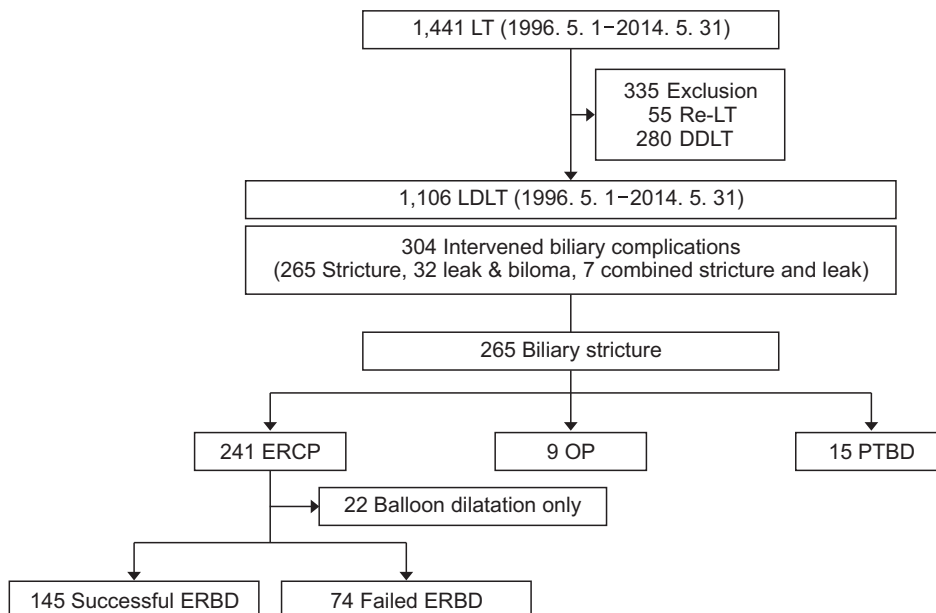 1,441 LT (1996. 5. 1−2014. 5. 31)
335 Exclusion
55 Re-LT
280 DDLT
1,106 LDLT (1996. 5. 1−2014. 5. 31)
304 Intervened biliary complications
(265 Stricture, 32 leak & biloma, 7 combined stricture and leak)
265 Biliary stricture
241 ERCP
9 OP
15 PTBD
22 Balloon dilatation only
145 Successful ERBD
74 Failed ERBD